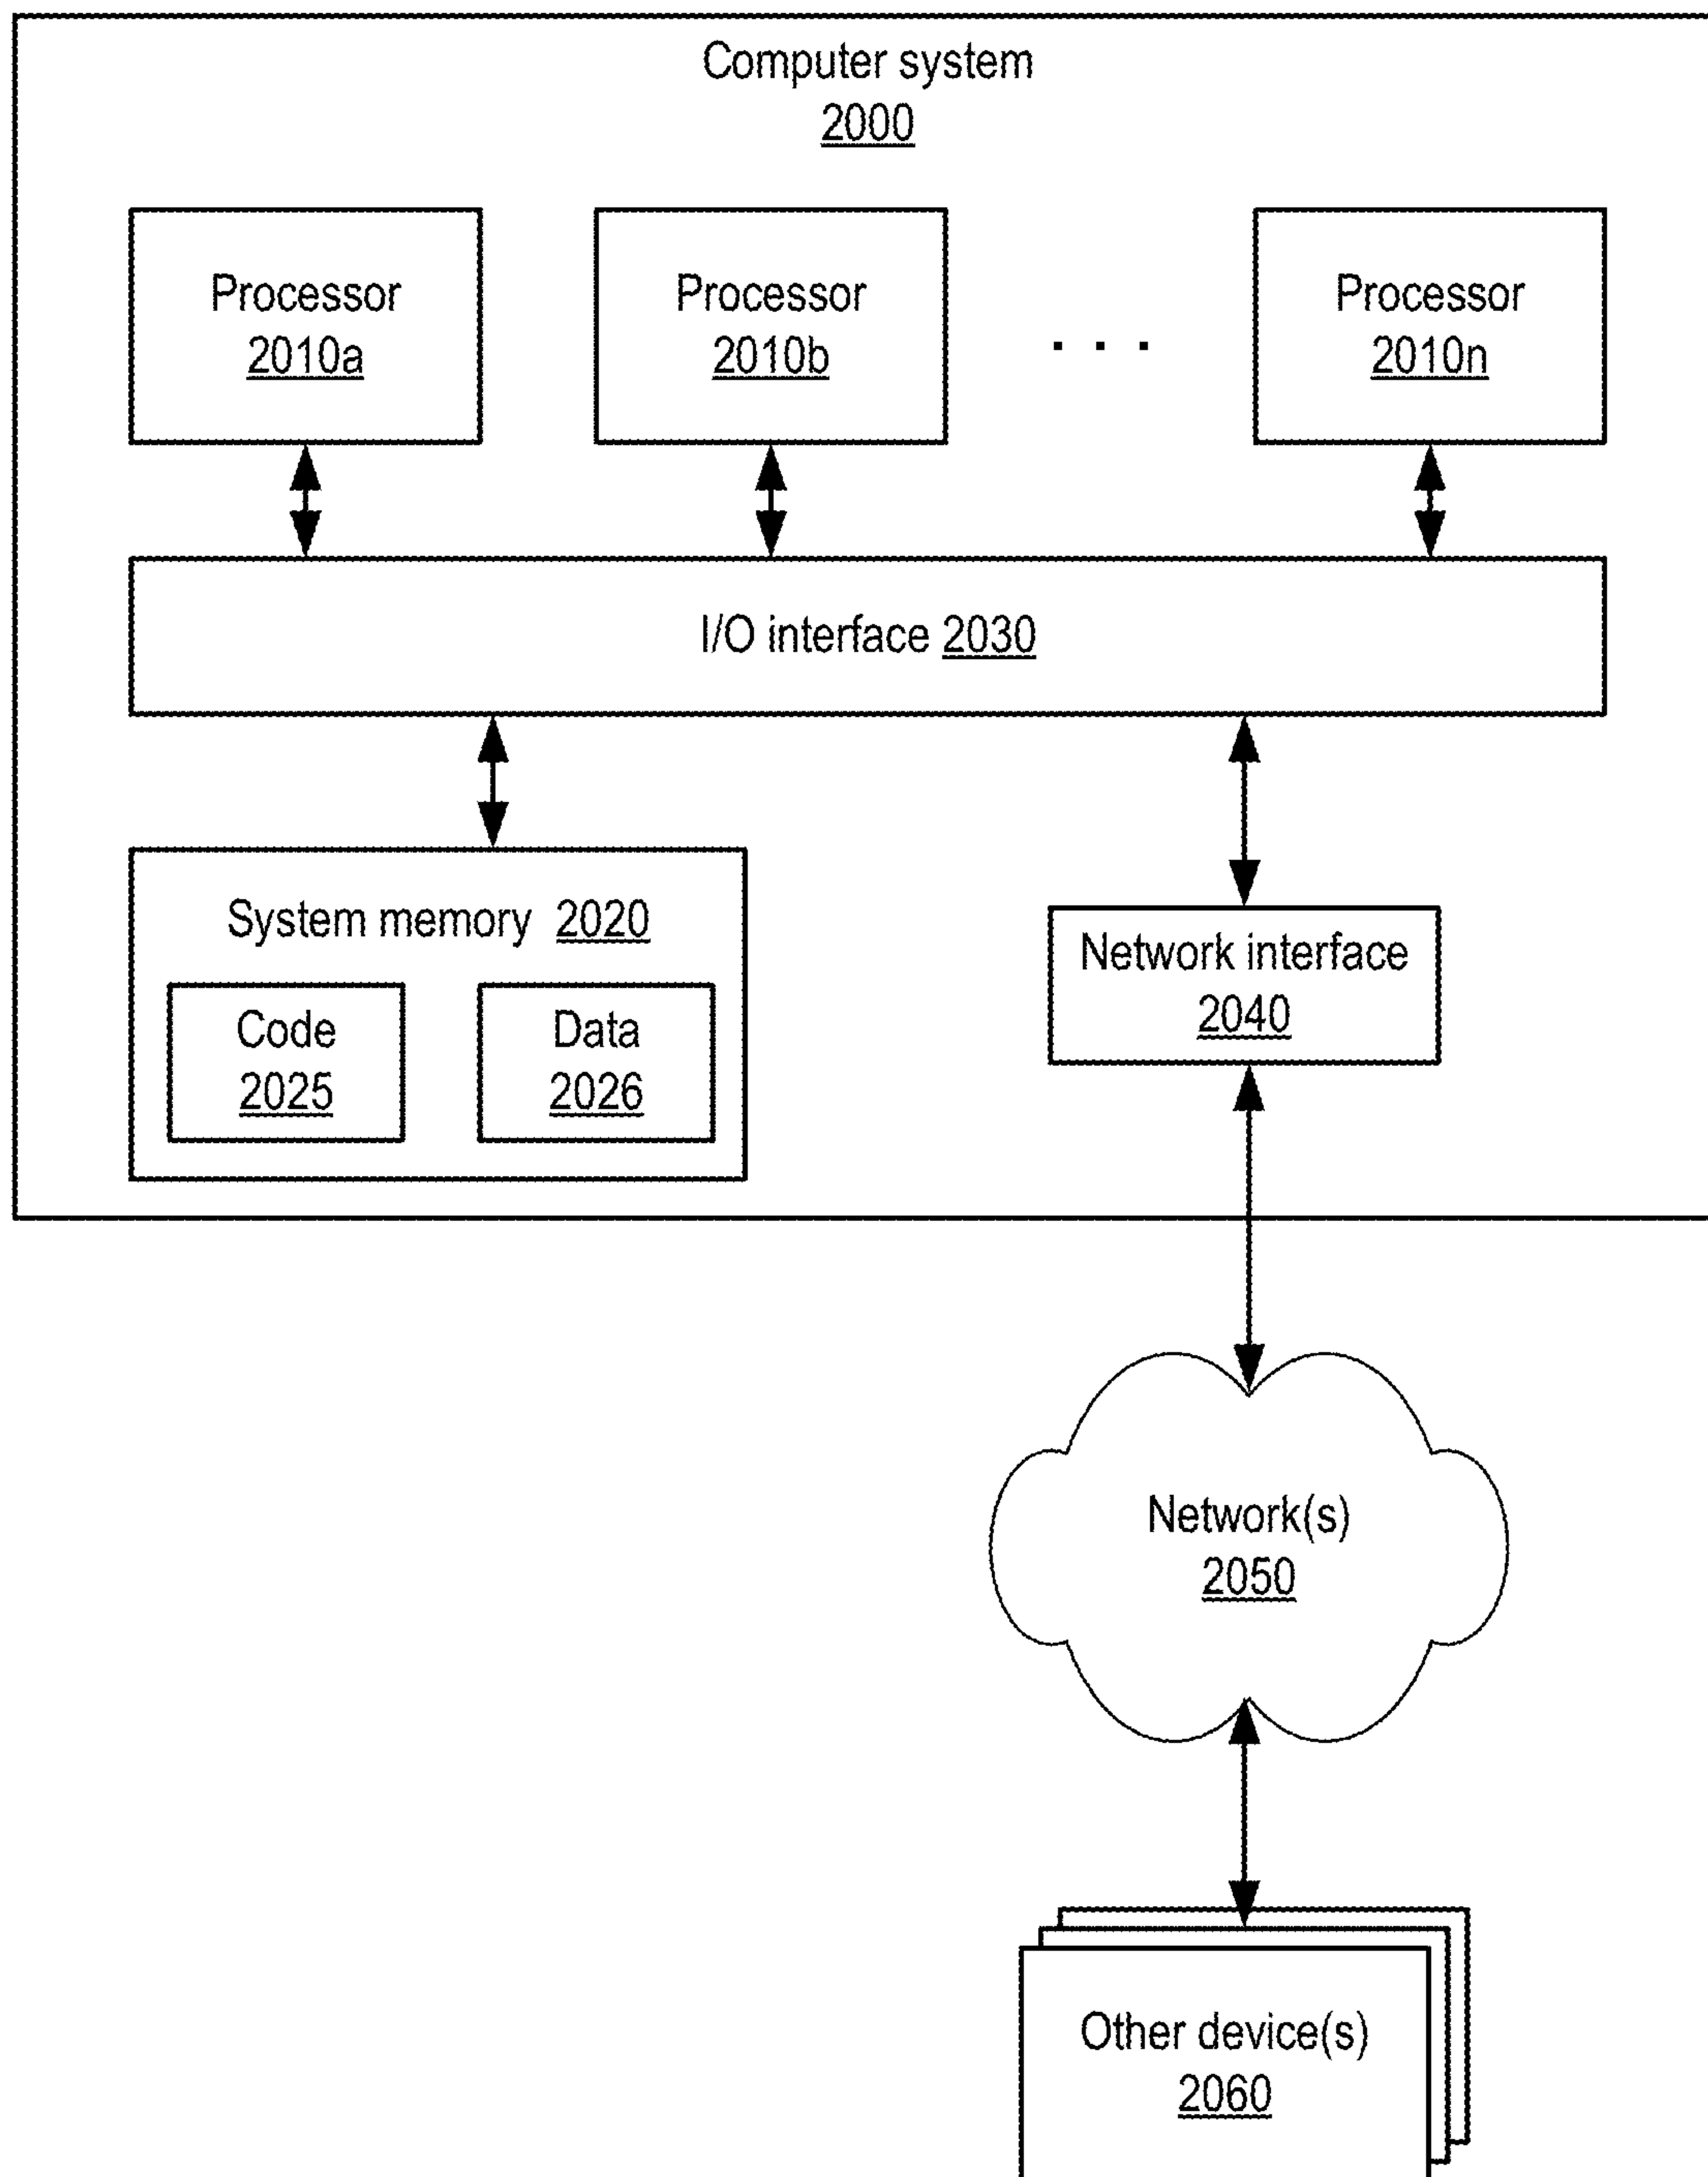 Computer system
2000
Processor
2010a
Processor
2010b
. . .
Processor
2010n
I/O interface 2030
System memory 2020
Code
2025
Data
2026
Network interface
2040
Network(s)
2050
Other device(s)
2060